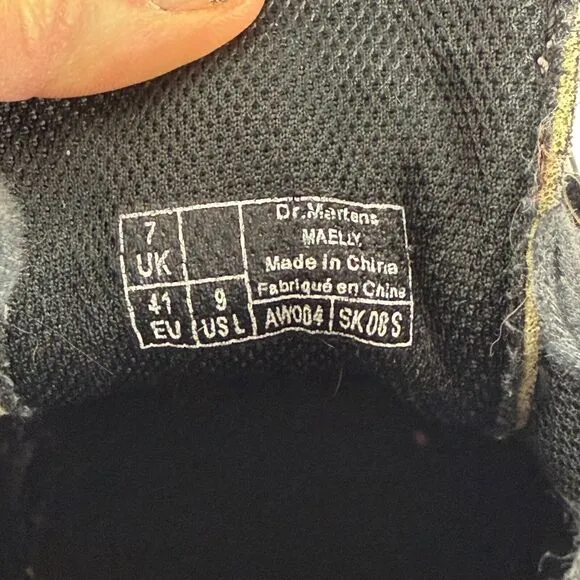 7
UK
41
EU
9
US L
Dr.Martens
MAELLY
Made in China
Fabriqué en Chine
AW004
SK08S